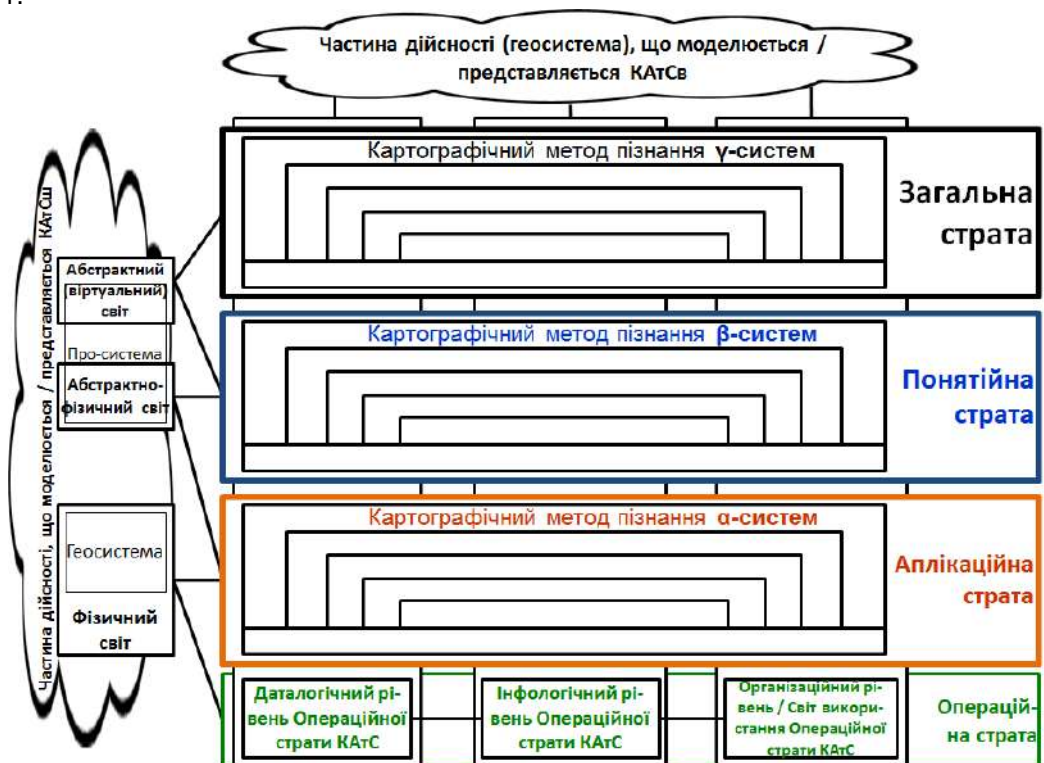 Частина дійсності (геосистема), що моделюється /
представляється КАтСв
Частина дійсності, що моделюється / представляється КАтСш
Абстрактний
(віртуальний)
світ
Про-система
Абстрактно-
фізичний світ
Геосистема
Фізичний
світ
Картографічний метод пізнання γ-систем
Загальна
страта
Картографічний метод пізнання β-систем
Понятійна
страта
Картографічний метод пізнання α-систем
Аплікаційна
страта
Даталогічний рі-
вень Операційної
страти КАтС
Інфологічний рі-
вень Операційної
страти КАтС
Організаційний рі-
вень / Світ викори-
стання Операційної
страти КАтС
Операцій-
на страта